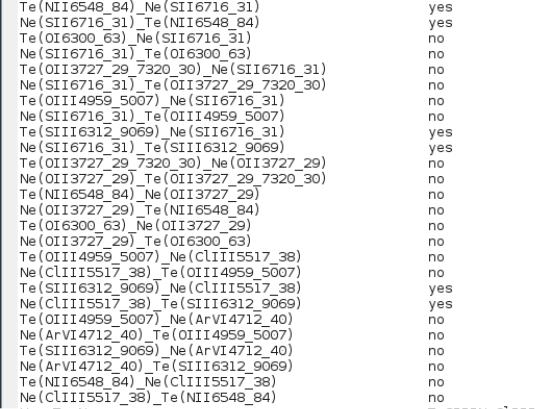 Te(NII6548_84)_Ne(SII6716_31) yes
Ne(SII6716_31)_Te(NII6548_84) yes
Te(OI6300_63)_Ne(SII6716_31) no
Ne(SII6716_31)_Te(OI6300_63) no
Te(OII3727_29_7320_30)_Ne(SII6716_31) no
Ne(SII6716_31)_Te(OII3727_29_7320_30) no
Te(OIII4959_5007)_Ne(SII6716_31) no
Ne(SII6716_31)_Te(OIII4959_5007) no
Te(SIII6312_9069)_Ne(SII6716_31) yes
Ne(SII6716_31)_Te(SIII6312_9069) yes
Te(OII3727_29_7320_30)_Ne(OII3727_29) no
Ne(OII3727_29)_Te(OII3727_29_7320_30) no
Te(NII6548_84)_Ne(OII3727_29) no
Ne(OII3727_29)_Te(NII6548_84) no
Te(OI6300_63)_Ne(OII3727_29) no
Ne(OII3727_29)_Te(OI6300_63) no
Te(OIII4959_5007)_Ne(ClIII5517_38) no
Ne(ClIII5517_38)_Te(OIII4959_5007) no
Te(SIII6312_9069)_Ne(ClIII5517_38) yes
Ne(ClIII5517_38)_Te(SIII6312_9069) yes
Te(OIII4959_5007)_Ne(ArVI4712_40) no
Ne(ArVI4712_40)_Te(OIII4959_5007) no
Te(SIII6312_9069)_Ne(ArVI4712_40) no
Ne(ArVI4712_40)_Te(SIII6312_9069) no
Te(NII6548_84)_Ne(ClIII5517_38) no
Ne(ClIII5517_38)_Te(NII6548_84) no